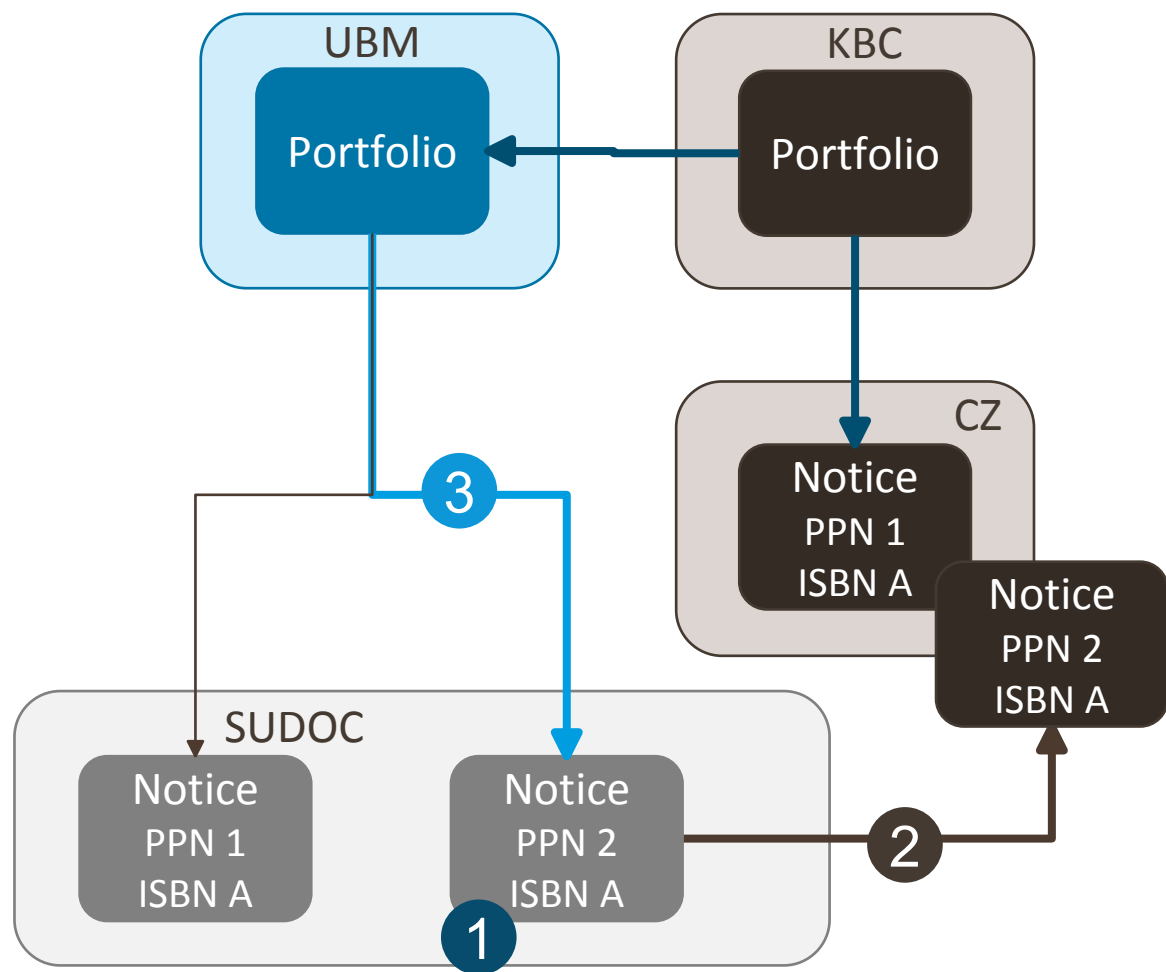 UBM
Portfolio
KBC
Portfolio
3
CZ
Notice
PPN 1
ISBN A
Notice
PPN 2
ISBN A
SUDOC
Notice
PPN 1
ISBN A
Notice
PPN 2
ISBN A
1
2